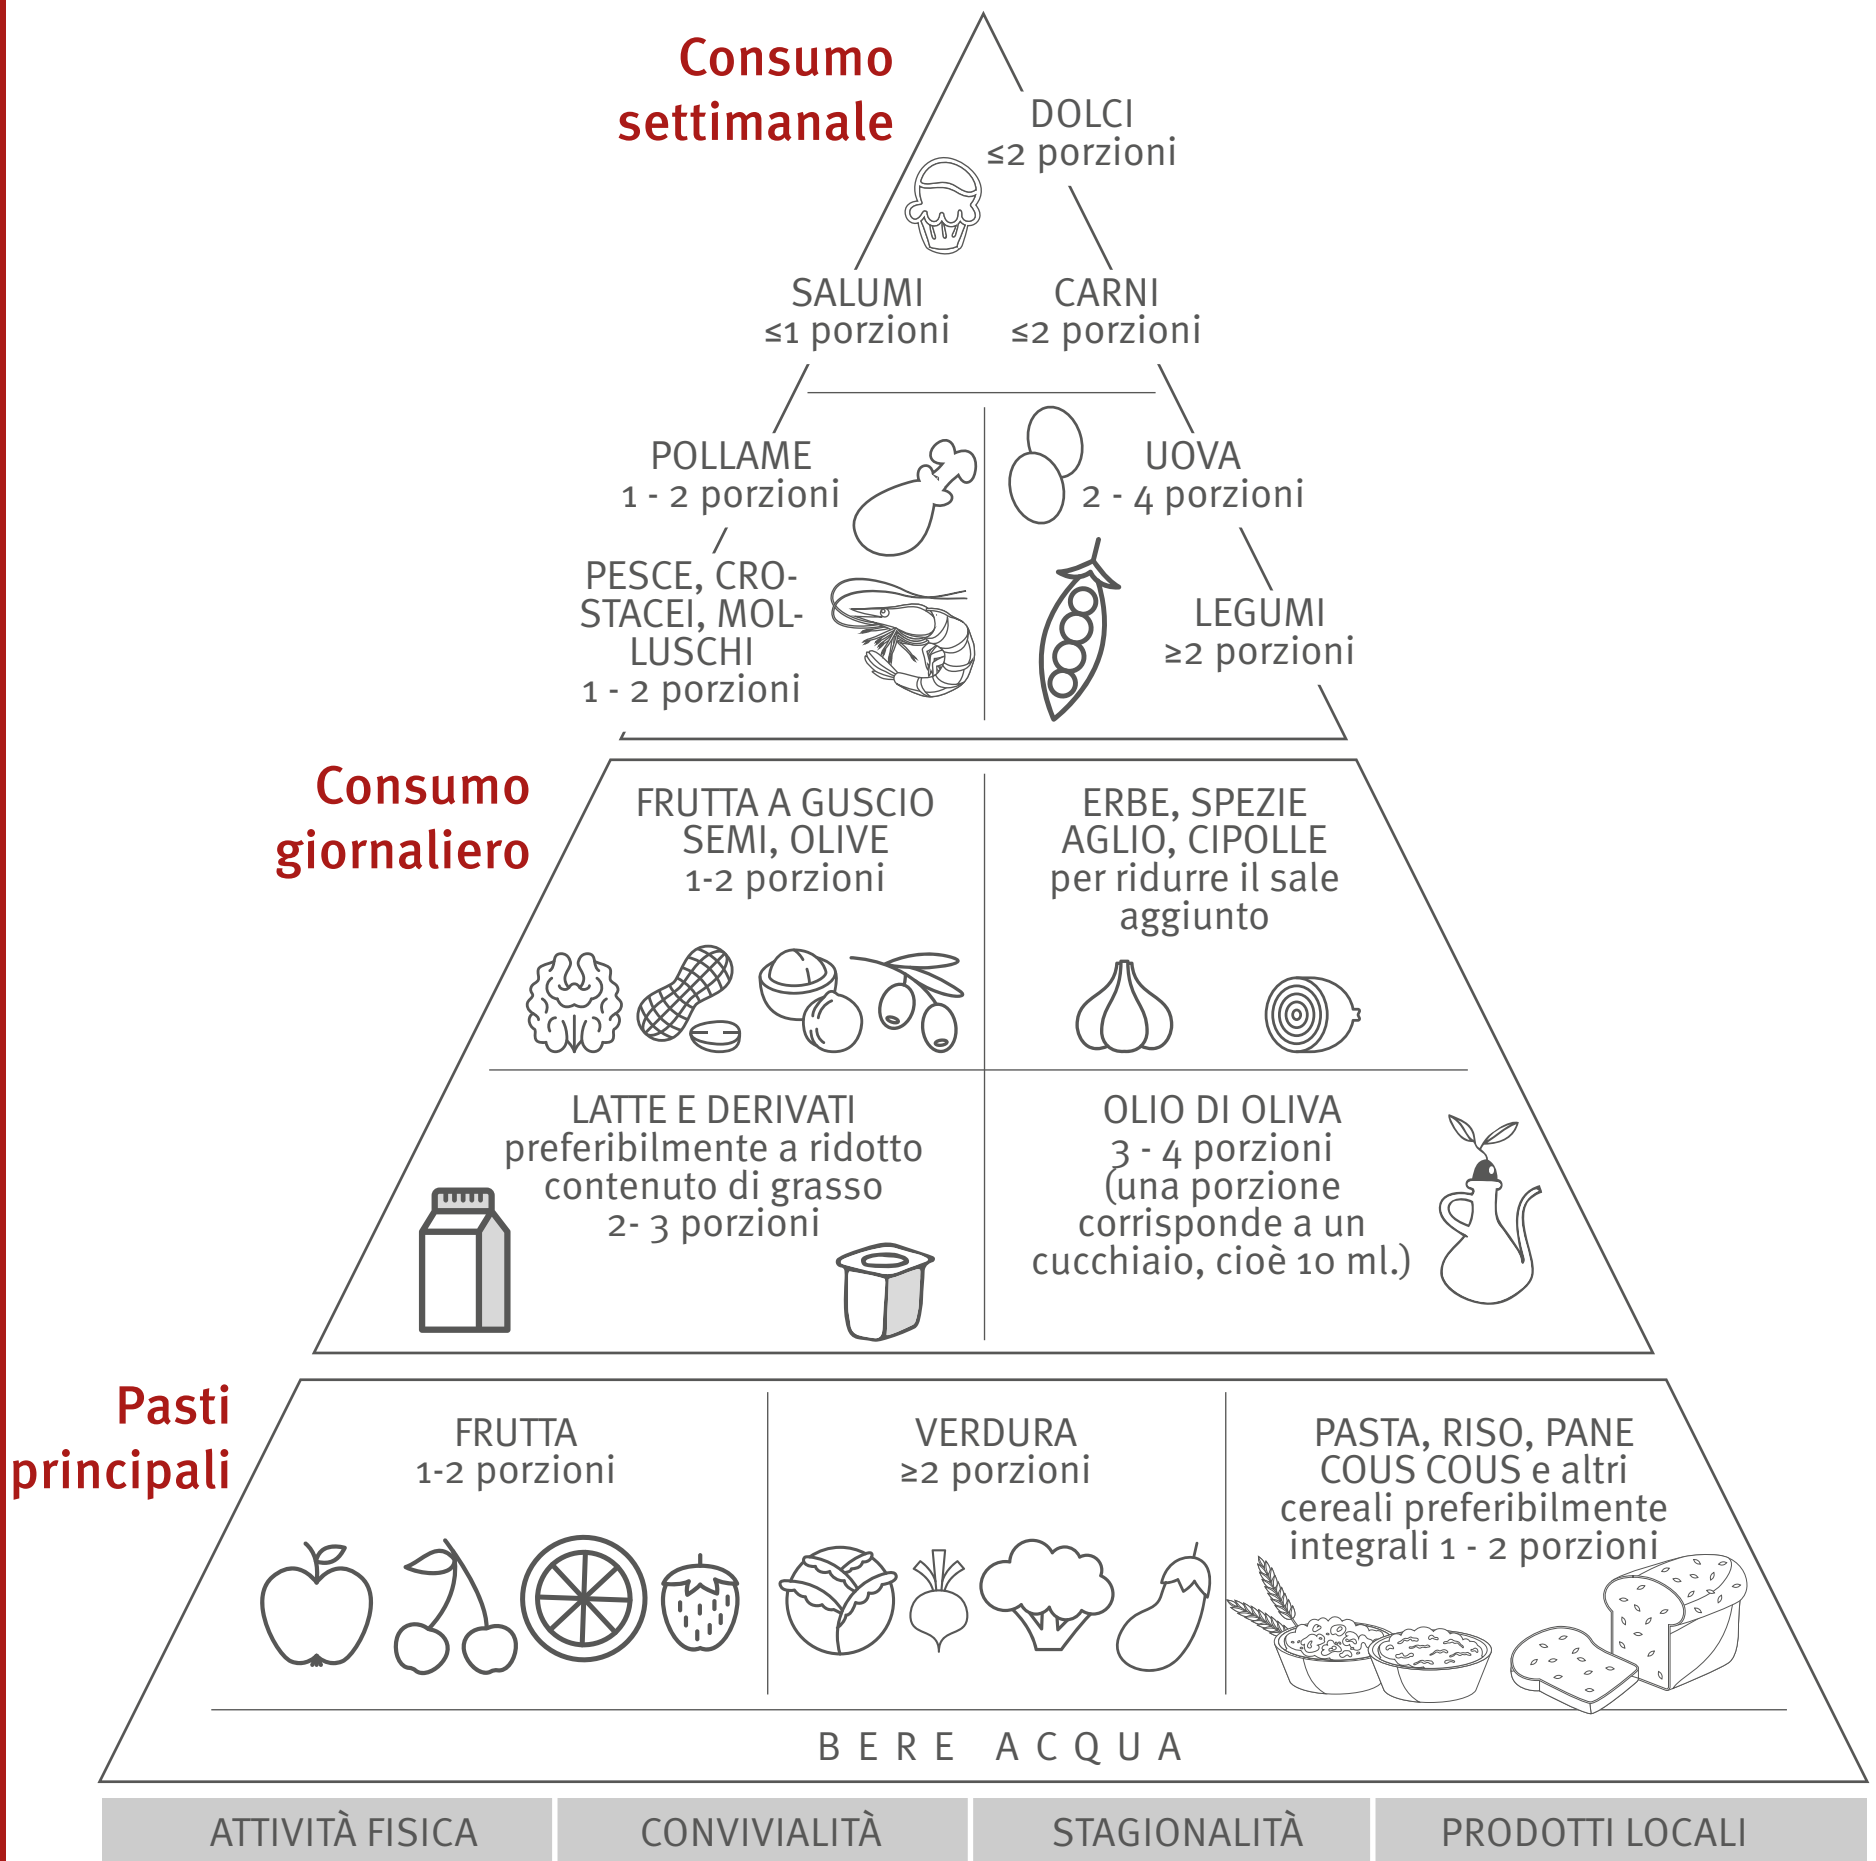 Consumo
settimanale
DOLCI
≤2 porzioni
SALUMI
≤1 porzioni
CARNI
≤2 porzioni
POLLAME
1 - 2 porzioni
UOVA
2 - 4 porzioni
PESCE, CRO-
STACEI, MOL-
LUSCHI
1 - 2 porzioni
LEGUMI
≥2 porzioni
Consumo
giornaliero
FRUTTA A GUSCIO
SEMI, OLIVE
1-2 porzioni
ERBE, SPEZIE
AGLIO, CIPOLLE
per ridurre il sale
aggiunto
LATTE E DERIVATI
preferibilmente a ridotto
contenuto di grasso
2- 3 porzioni
OLIO DI OLIVA
3 - 4 porzioni
(una porzione
corrisponde a un
cucchiaio, cioè 10 ml.)
Pasti
principali
FRUTTA
1-2 porzioni
VERDURA
≥2 porzioni
PASTA, RISO, PANE
COUS COUS e altri
cereali preferibilmente
integrali 1 - 2 porzioni
BERE ACQUA
ATTIVITÀ FISICA
CONVIVIALITÀ
STAGIONALITÀ
PRODOTTI LOCALI